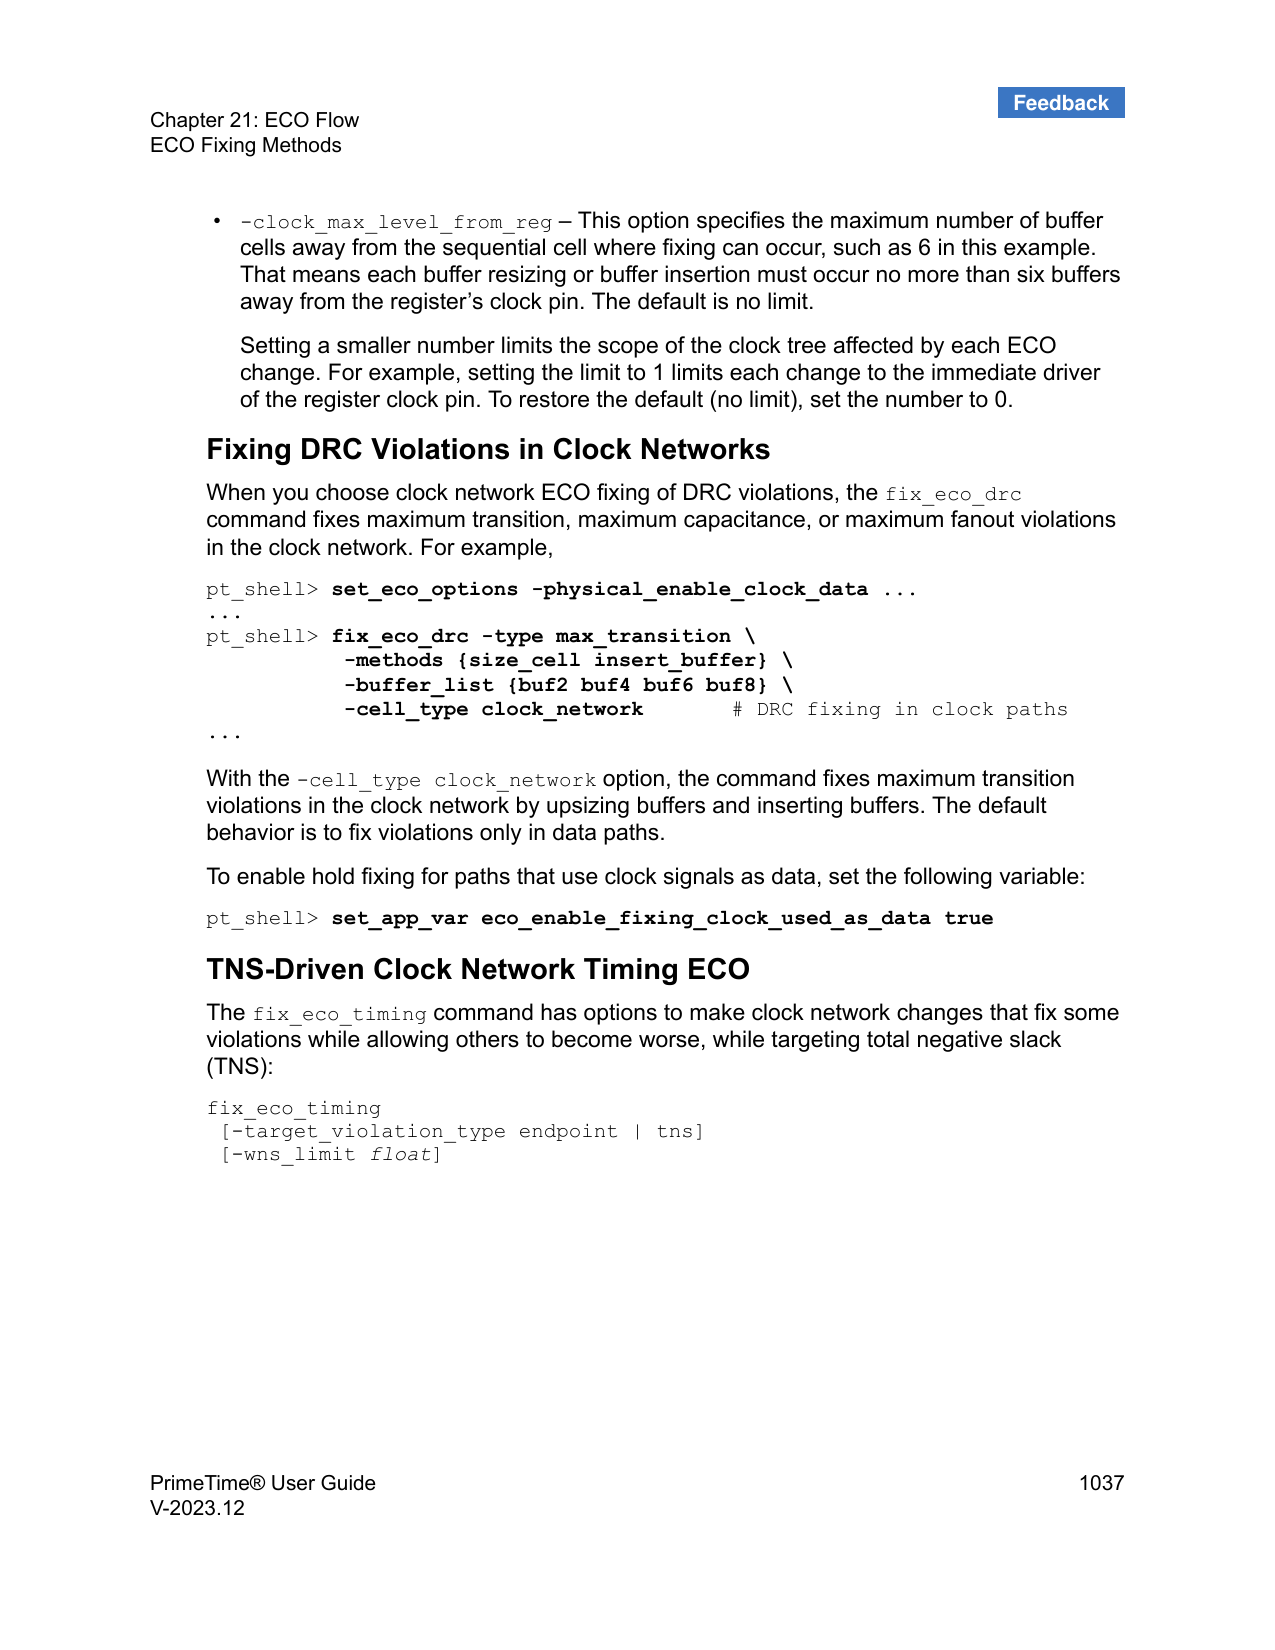 Feedback
Chapter 21: ECO Flow
ECO Fixing Methods
• -clock_max_level_from_reg – This option specifies the maximum number of buffer
cells away from the sequential cell where fixing can occur, such as 6 in this example.
That means each buffer resizing or buffer insertion must occur no more than six buffers
away from the register’s clock pin. The default is no limit.
Setting a smaller number limits the scope of the clock tree affected by each ECO
change. For example, setting the limit to 1 limits each change to the immediate driver
of the register clock pin. To restore the default (no limit), set the number to 0.
Fixing DRC Violations in Clock Networks
When you choose clock network ECO fixing of DRC violations, the fix_eco_drc
command fixes maximum transition, maximum capacitance, or maximum fanout violations
in the clock network. For example,
pt_shell> set_eco_options -physical_enable_clock_data ...
...
pt_shell> fix_eco_drc -type max_transition \
-methods {size_cell insert_buffer} \
-buffer_list {buf2 buf4 buf6 buf8} \
-cell_type clock_network # DRC fixing in clock paths
...
With the -cell_type clock_network option, the command fixes maximum transition
violations in the clock network by upsizing buffers and inserting buffers. The default
behavior is to fix violations only in data paths.
To enable hold fixing for paths that use clock signals as data, set the following variable:
pt_shell> set_app_var eco_enable_fixing_clock_used_as_data true
TNS-Driven Clock Network Timing ECO
The fix_eco_timing command has options to make clock network changes that fix some
violations while allowing others to become worse, while targeting total negative slack
(TNS):
fix_eco_timing
[-target_violation_type endpoint | tns]
[-wns_limit float]
PrimeTime® User Guide 1037
V-2023.12